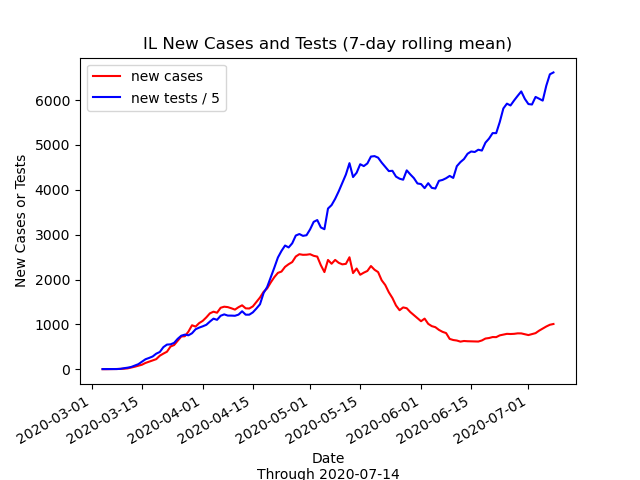 IL New Cases and Tests (7-day rolling mean)
new cases
new tests / 5
New Cases or Tests
6000
5000
4000
3000
2000
1000
0
2020-03-01
2020-03-15
2020-04-01
2020-04-15
2020-05-01
2020-05-15
2020-06-01
2020-06-15
2020-07-01
Date
Through 2020-07-14